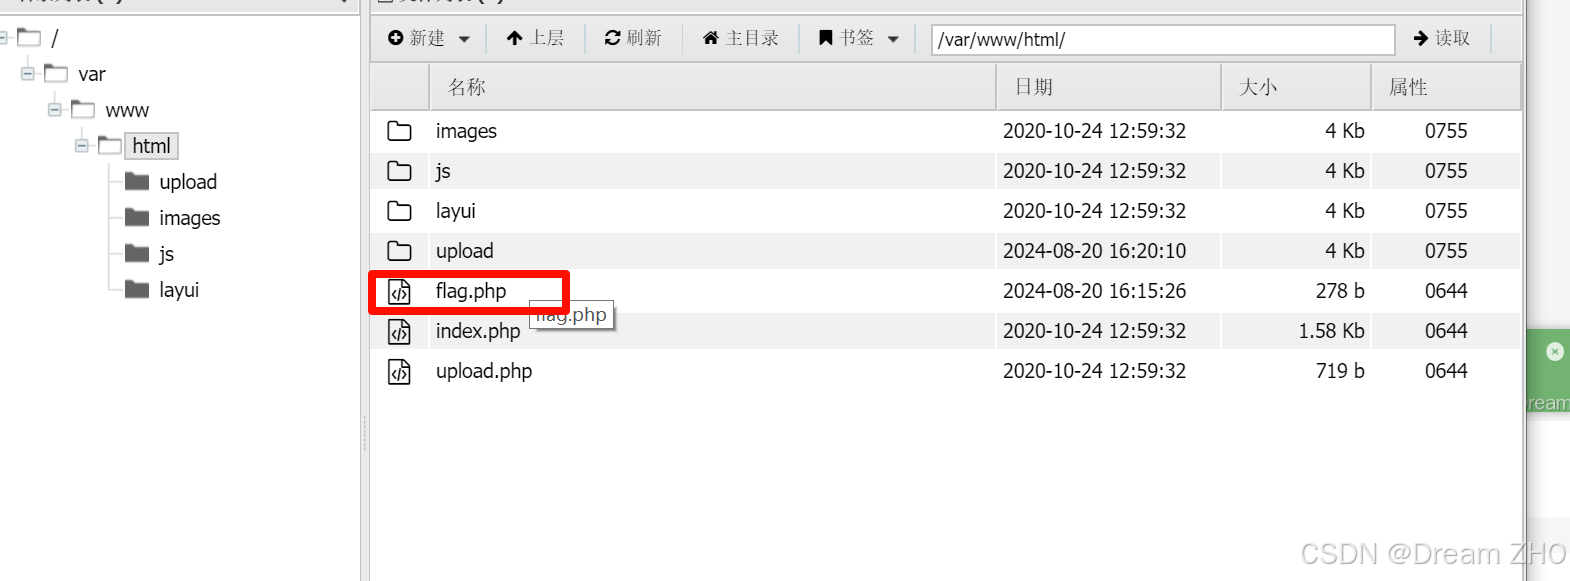 新建 上层 刷新 主目录 书签 /var/www/html/ 读取
/
var
www
html
upload
images
js
layui
名称 日期 大小 属性
images 2020-10-24 12:59:32 4 Kb 0755
js 2020-10-24 12:59:32 4 Kb 0755
layui 2020-10-24 12:59:32 4 Kb 0755
upload 2024-08-20 16:20:10 4 Kb 0755
flag.php 2024-08-20 16:15:26 278 b 0644
flag.php
index.php 2020-10-24 12:59:32 1.58 Kb 0644
upload.php 2020-10-24 12:59:32 719 b 0644
CSDN @Dream ZHO